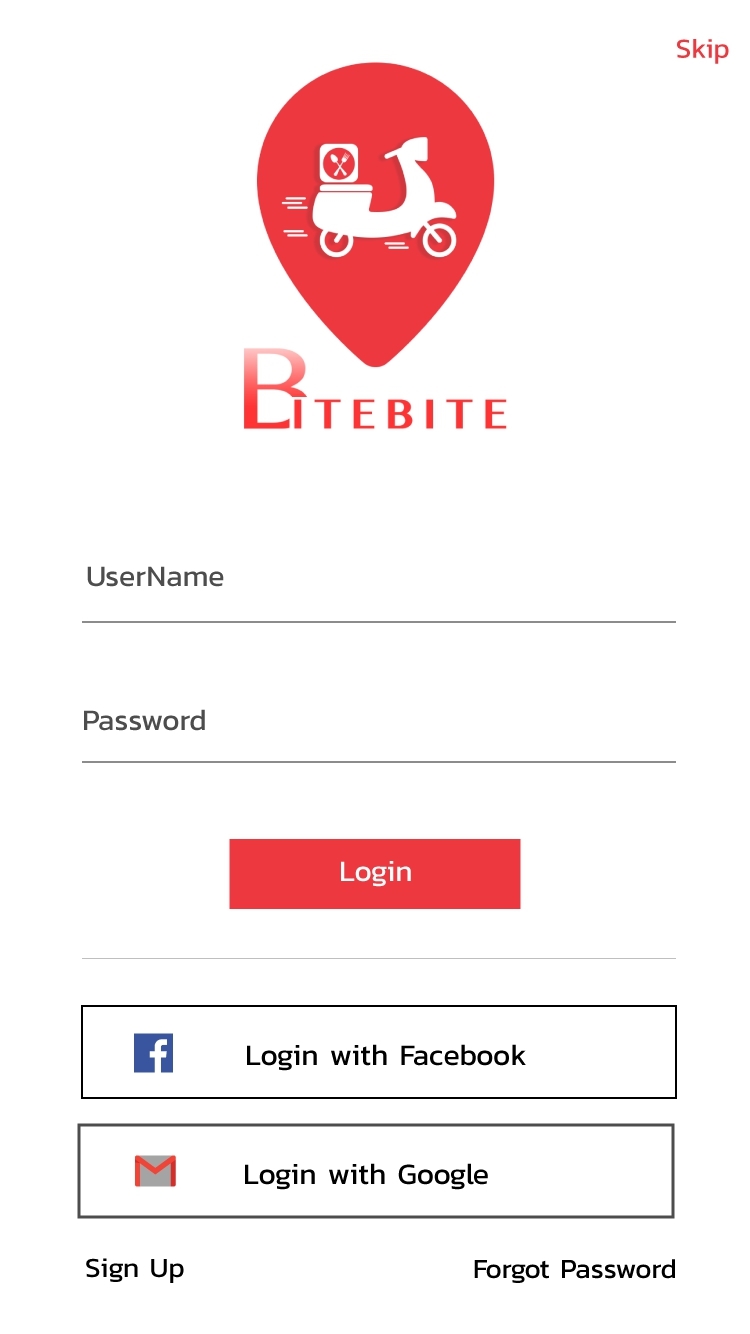 Skip
BITEBITE
UserName
Password
Login
Login with Facebook
Login with Google
Sign Up
Forgot Password